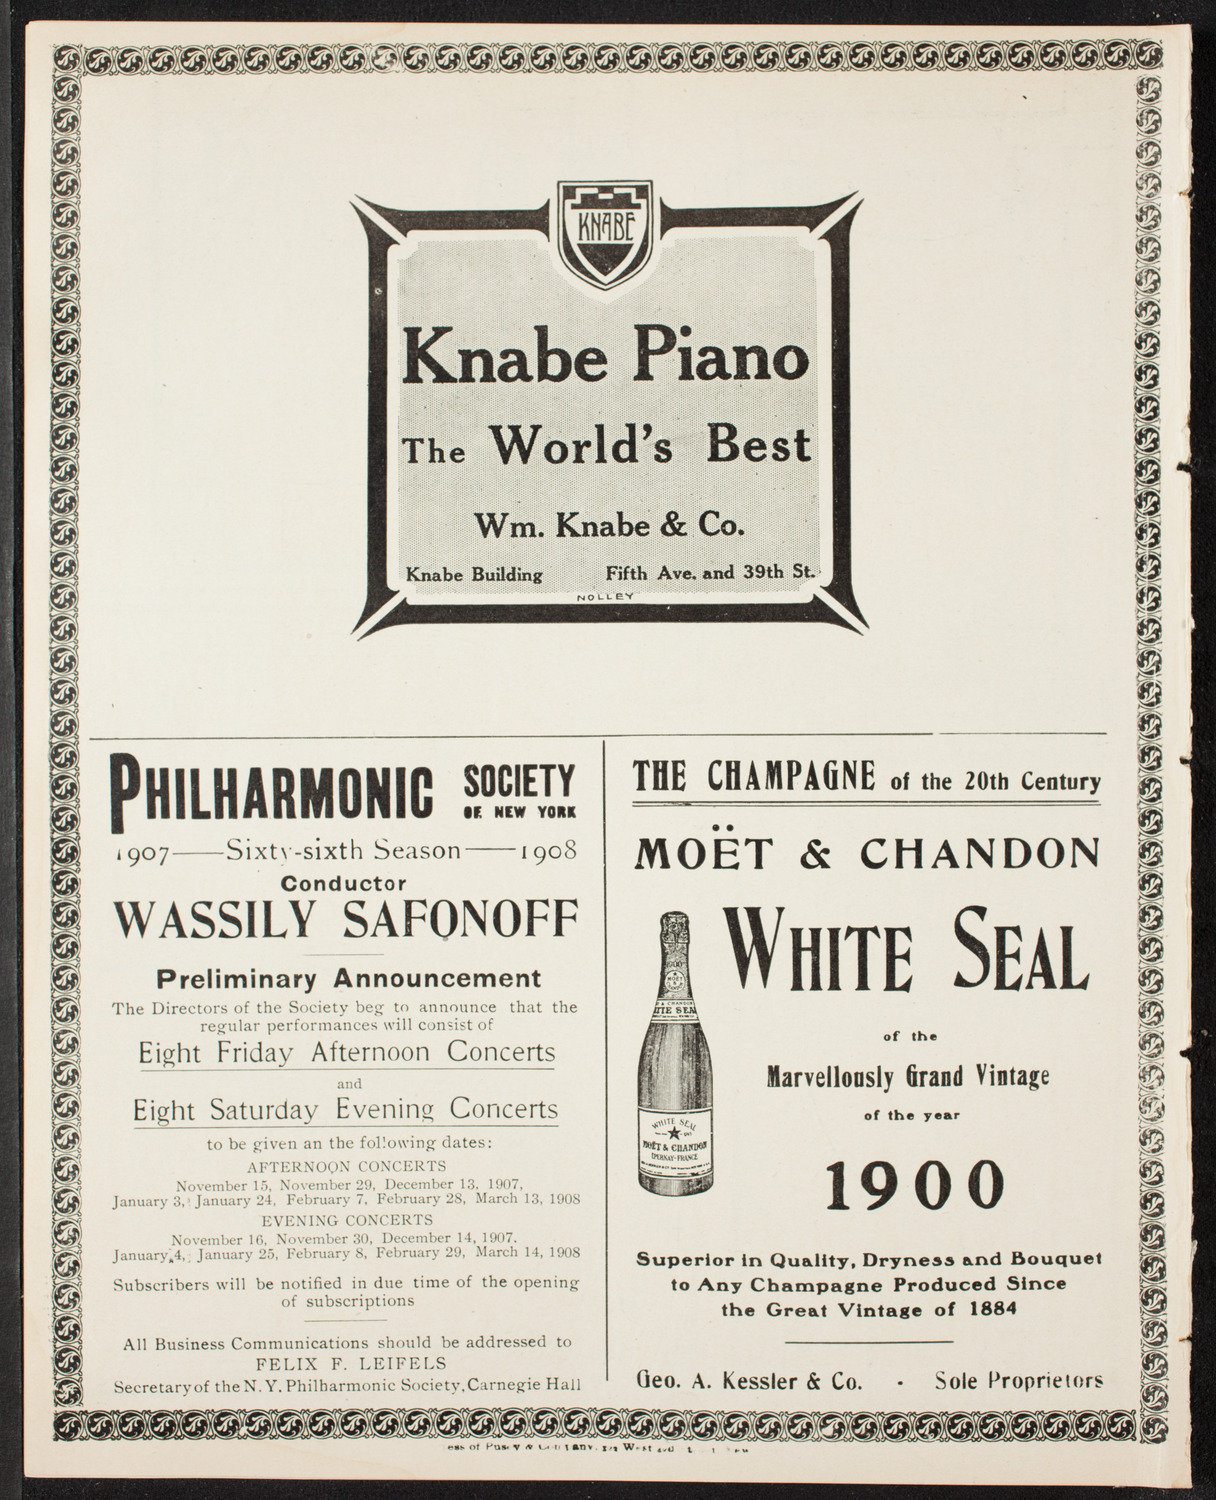 KNABE
Knabe Piano
The World's Best
Wm. Knabe & Co.
Knabe Building Fifth Ave. and 39th St.
NOLLEY
PHILHARMONIC SOCIETY
OF NEW YORK
1907——Sixty-sixth Season——1908
Conductor
WASSILY SAFONOFF
Preliminary Announcement
The Directors of the Society beg to announce that the
regular performances will consist of
Eight Friday Afternoon Concerts
and
Eight Saturday Evening Concerts
to be given an the following dates:
AFTERNOON CONCERTS
November 15, November 29, December 13, 1907,
January 3, January 24, February 7, February 28, March 13, 1908
EVENING CONCERTS
November 16, November 30, December 14, 1907.
January 4, January 25, February 8, February 29, March 14, 1908
Subscribers will be notified in due time of the opening
of subscriptions
All Business Communications should be addressed to
FELIX F. LEIFELS
Secretary of the N. Y. Philharmonic Society, Carnegie Hall
THE CHAMPAGNE of the 20th Century
MOËT & CHANDON
WHITE SEAL
of the
Marvellously Grand Vintage
of the year
1900
WHITE SEAL
MOËT & CHANDON
EPERNAY-FRANCE
Superior in Quality, Dryness and Bouquet
to Any Champagne Produced Since
the Great Vintage of 1884
Geo. A. Kessler & Co. - Sole Proprietors
ess of Pusey & Company, West